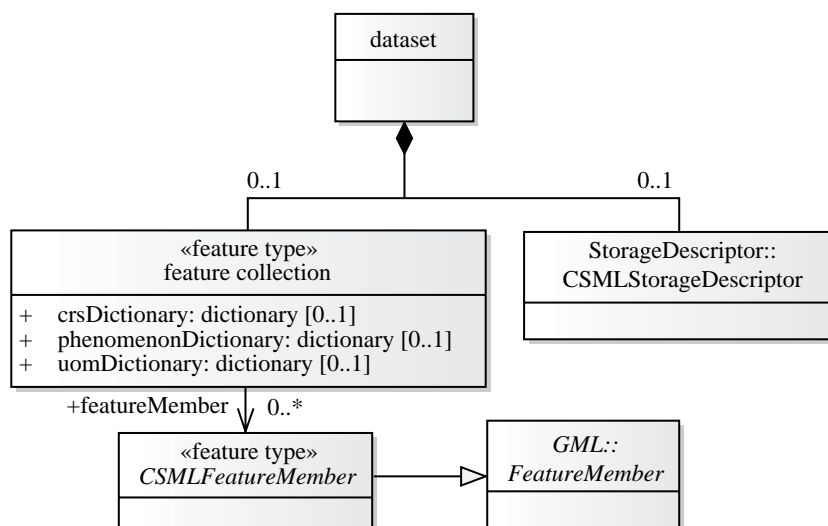 dataset
0..1
0..1
«feature type»
feature collection
+ crsDictionary: dictionary [0..1]
+ phenomenonDictionary: dictionary [0..1]
+ uomDictionary: dictionary [0..1]
StorageDescriptor::
CSMLStorageDescriptor
+featureMember 0..*
«feature type»
CSMLFeatureMember
GML::
FeatureMember